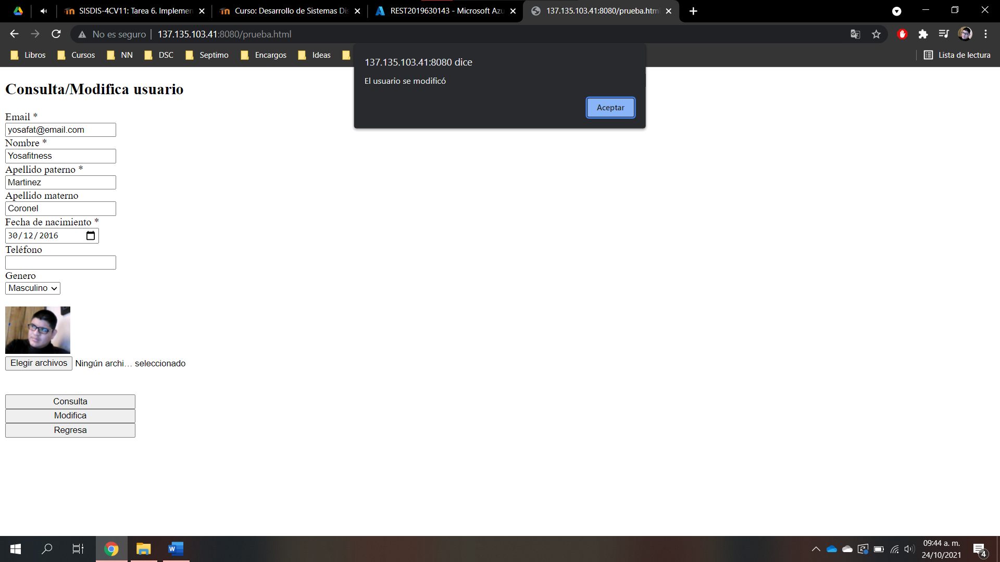 SISDIS-4CV11: Tarea 6. Implemen
Curso: Desarrollo de Sistemas Dis
REST2019630143 - Microsoft Azu
137.135.103.41:8080/prueba.html
No es seguro | 137.135.103.41:8080/prueba.html
Libros Cursos NN DSC Septimo Encargos Ideas Lista de lectura
137.135.103.41:8080 dice
El usuario se modificó
Aceptar
Consulta/Modifica usuario
Email *
yosafat@email.com
Nombre *
Yosafitness
Apellido paterno *
Martinez
Apellido materno
Coronel
Fecha de nacimiento *
30/12/2016
Teléfono
Genero
Masculino
Elegir archivos Ningún archi... seleccionado
Consulta
Modifica
Regresa
09:44 a. m.
24/10/2021
4